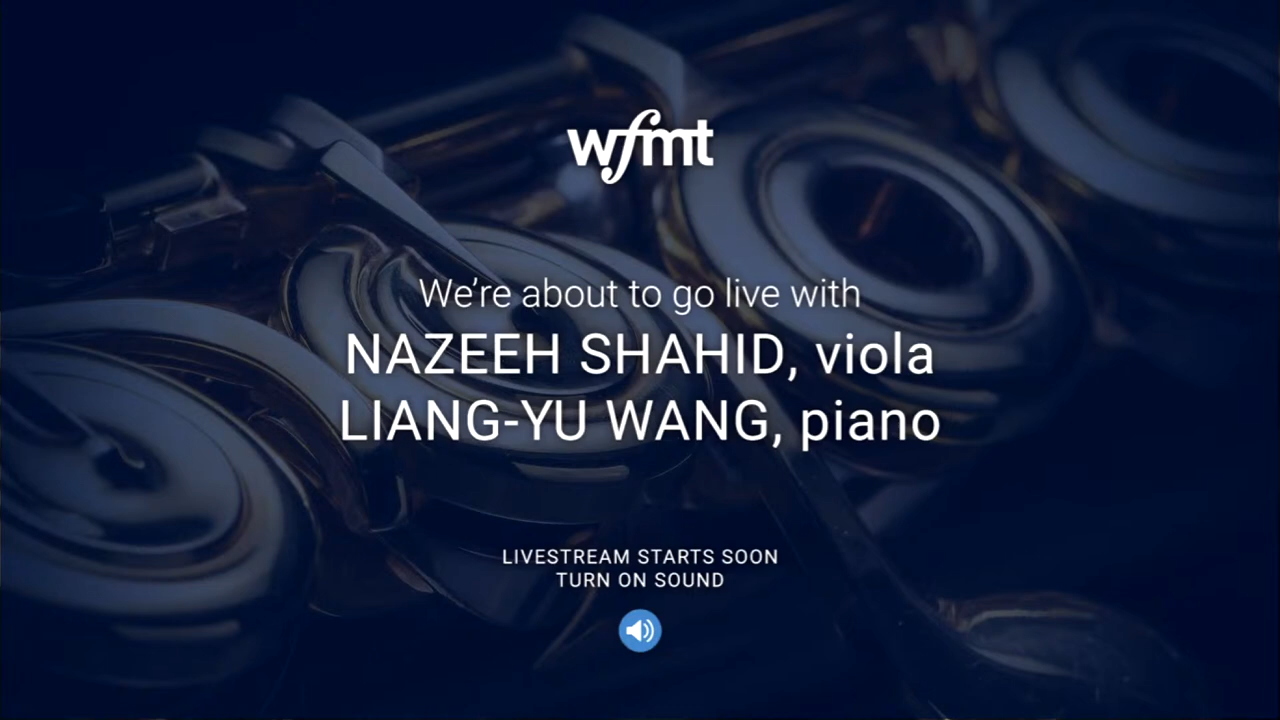 wfmt
We’re about to go live with
NAZEEH SHAHID, viola
LIANG-YU WANG, piano
LIVESTREAM STARTS SOON
TURN ON SOUND